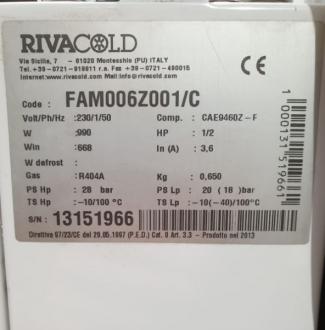 RIVACOLD
Via Sicilia, 7 - 61020 Montecchio (PU) ITALY
Tel.+39-0721-919911 r.a. Fax +39-0721-490015
Internet:www.rivacold.com Mail:info@rivacold.com
CE
Code : FAM006Z001/C
Volt/Ph/Hz :230/1/50 Comp. : CAE9460Z-F
W :990 HP : 1/2
Win :668 In (A) : 3,6
W defrost :
Gas :R404A Kg : 0,650
PS Hp : 28 bar PS Lp : 20 (18)bar
TS Hp :-10/100 °C TS Lp :-10(-40)/100°C
S/N : 13151966
Direttiva 97/23/CE del 29.05.1997 (P.E.D.) Cat. 0 Art. 3.3 - Prodotto nel 2013
1000131519661